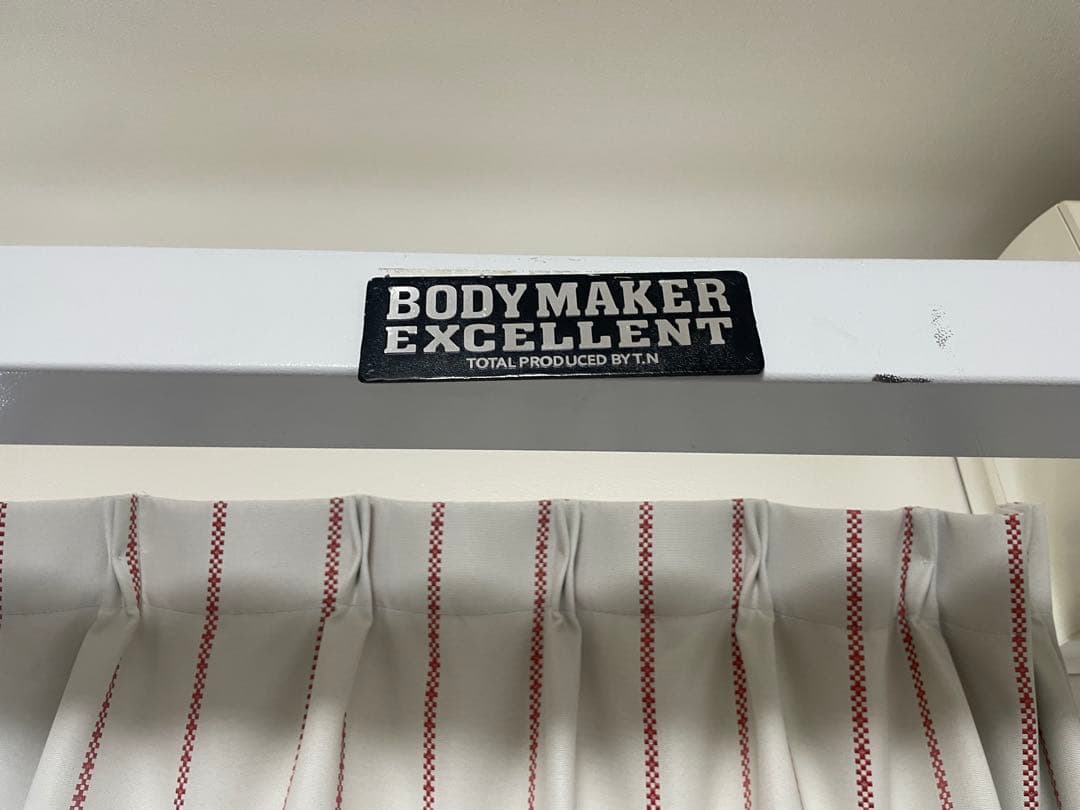 BODYMAKER
EXCELLENT
TOTAL PRODUCED BY T.N